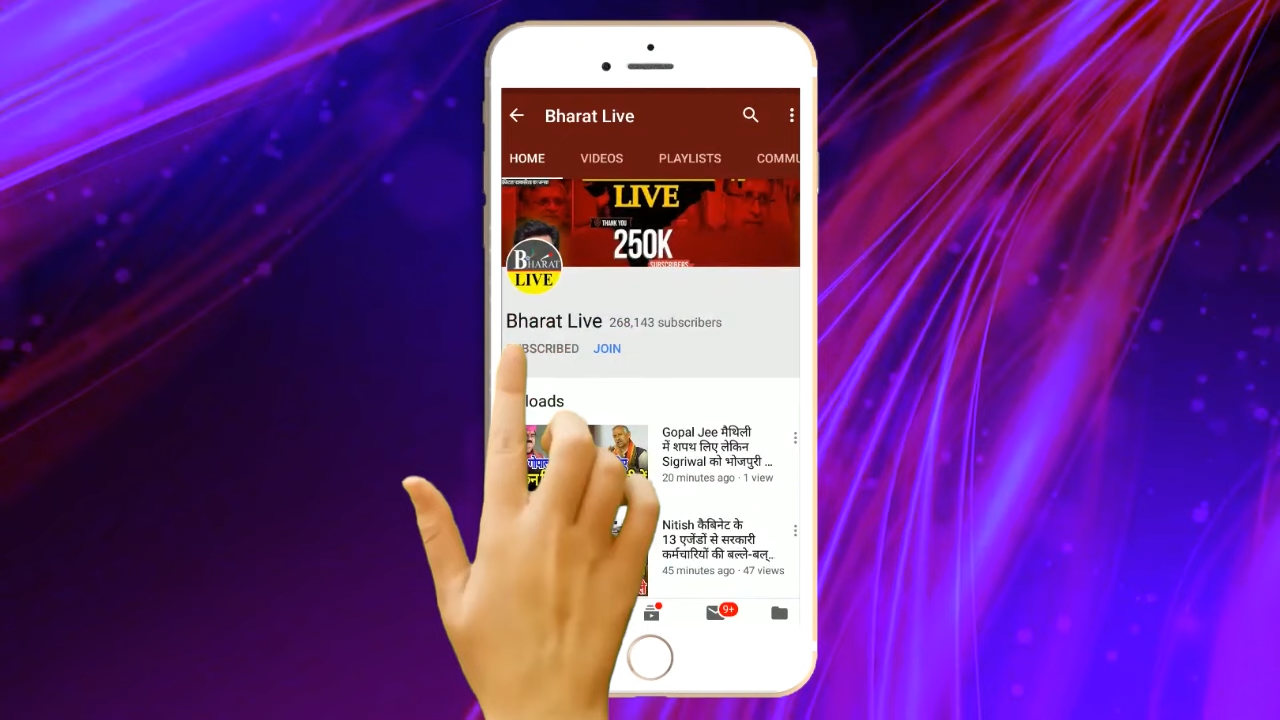 Bharat Live
HOME VIDEOS PLAYLISTS COMMU
LIVE
THANK YOU
250K
SUBSCRIBERS
BHARAT
LIVE
Bharat Live 268,143 subscribers
BSCRIBED JOIN
loads
Gopal Jee मैथिली
में शपथ लिए लेकिन
Sigriwal को भोजपुरी ...
20 minutes ago · 1 view
Nitish कैबिनेट के
13 एजेंडों से सरकारी
कर्मचारियों की बल्ले-बल्..
45 minutes ago · 47 views
9+